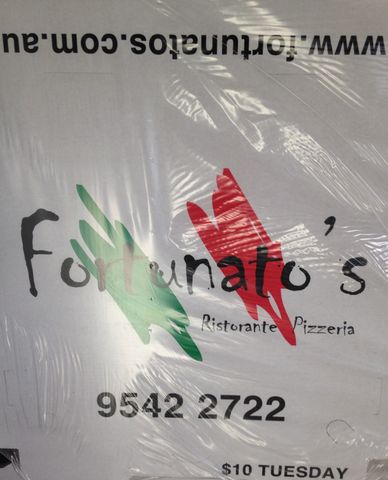 www.fortunatos.com.au
Fortunato's
Ristorante Pizzeria
9542 2722
$10 TUESDAY